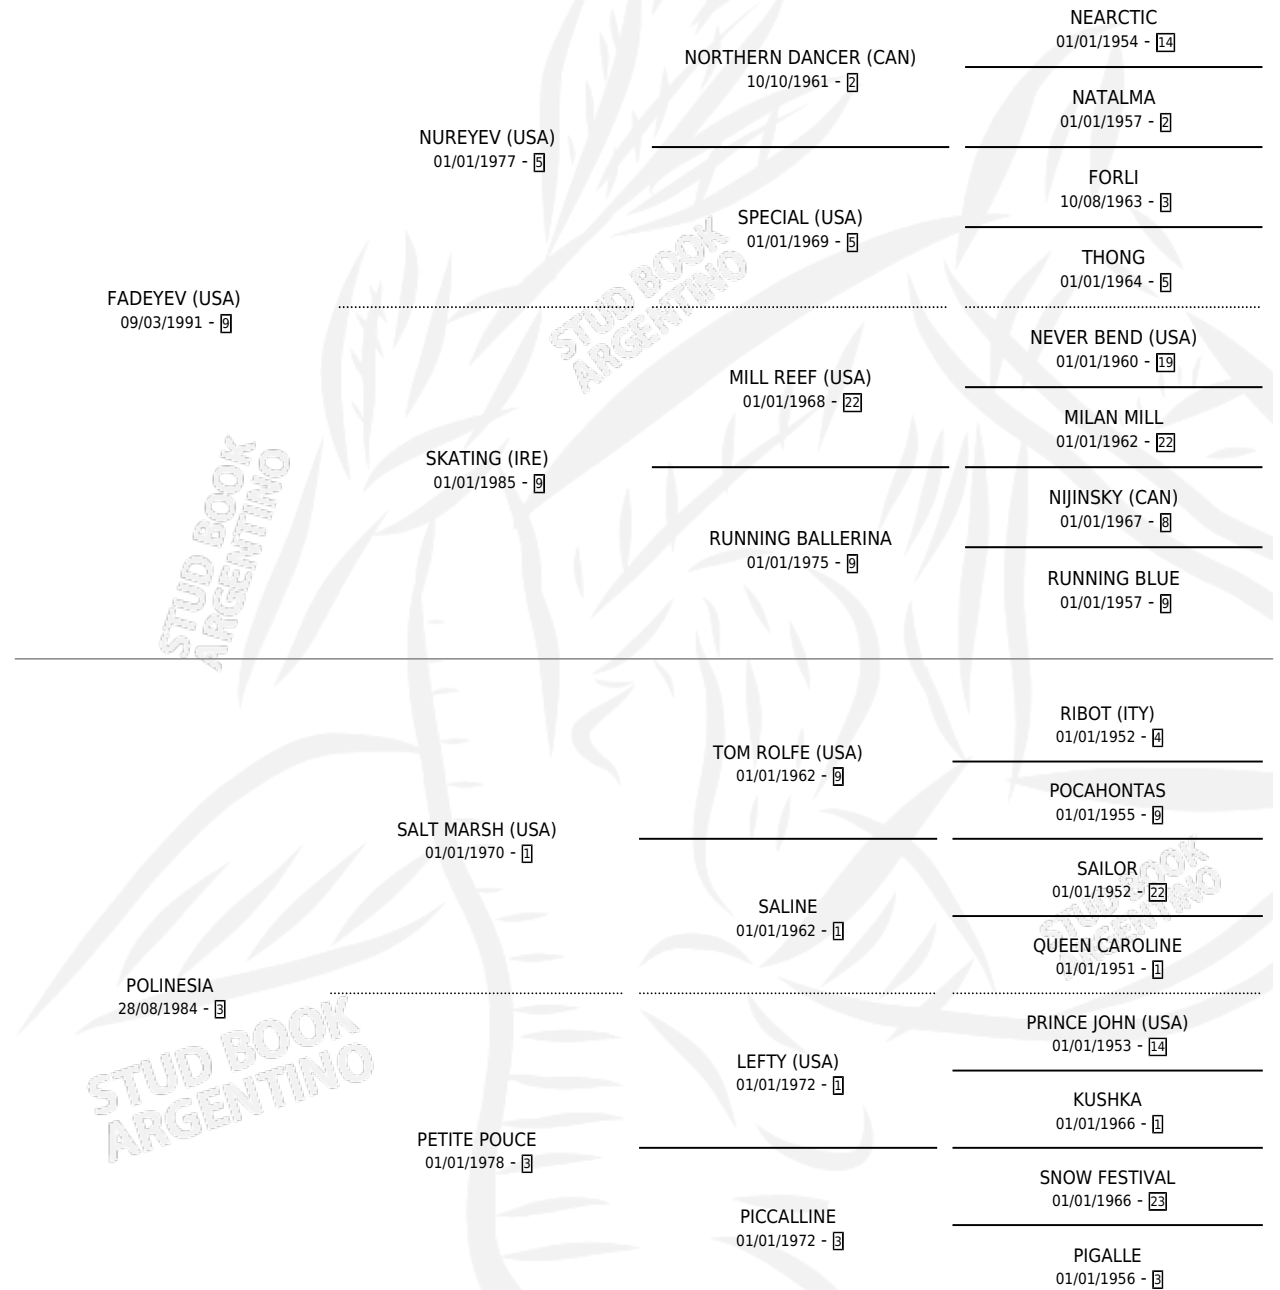 NEARCTIC
01/01/1954 - 14
NORTHERN DANCER (CAN)
10/10/1961 - 2
NATALMA
01/01/1957 - 2
NUREYEV (USA)
01/01/1977 - 5
FORLI
10/08/1963 - 3
SPECIAL (USA)
01/01/1969 - 5
THONG
01/01/1964 - 5
FADEYEV (USA)
09/03/1991 - 9
NEVER BEND (USA)
01/01/1960 - 19
MILL REEF (USA)
01/01/1968 - 22
MILAN MILL
01/01/1962 - 22
SKATING (IRE)
01/01/1985 - 9
NIJINSKY (CAN)
01/01/1967 - 8
RUNNING BALLERINA
01/01/1975 - 9
RUNNING BLUE
01/01/1957 - 9
RIBOT (ITY)
01/01/1952 - 4
TOM ROLFE (USA)
01/01/1962 - 9
POCAHONTAS
01/01/1955 - 9
SALT MARSH (USA)
01/01/1970 - 1
SAILOR
01/01/1952 - 22
SALINE
01/01/1962 - 1
QUEEN CAROLINE
01/01/1951 - 1
POLINESIA
28/08/1984 - 3
PRINCE JOHN (USA)
01/01/1953 - 14
LEFTY (USA)
01/01/1972 - 1
KUSHKA
01/01/1966 - 1
PETITE POUCE
01/01/1978 - 3
SNOW FESTIVAL
01/01/1966 - 23
PICCALLINE
01/01/1972 - 3
PIGALLE
01/01/1956 - 3
STUD BOOK
ARGENTINO
STUD BOOK
ARGENTINO
STUD BOOK
ARGENTINO
STUD BOOK
ARGENTINO